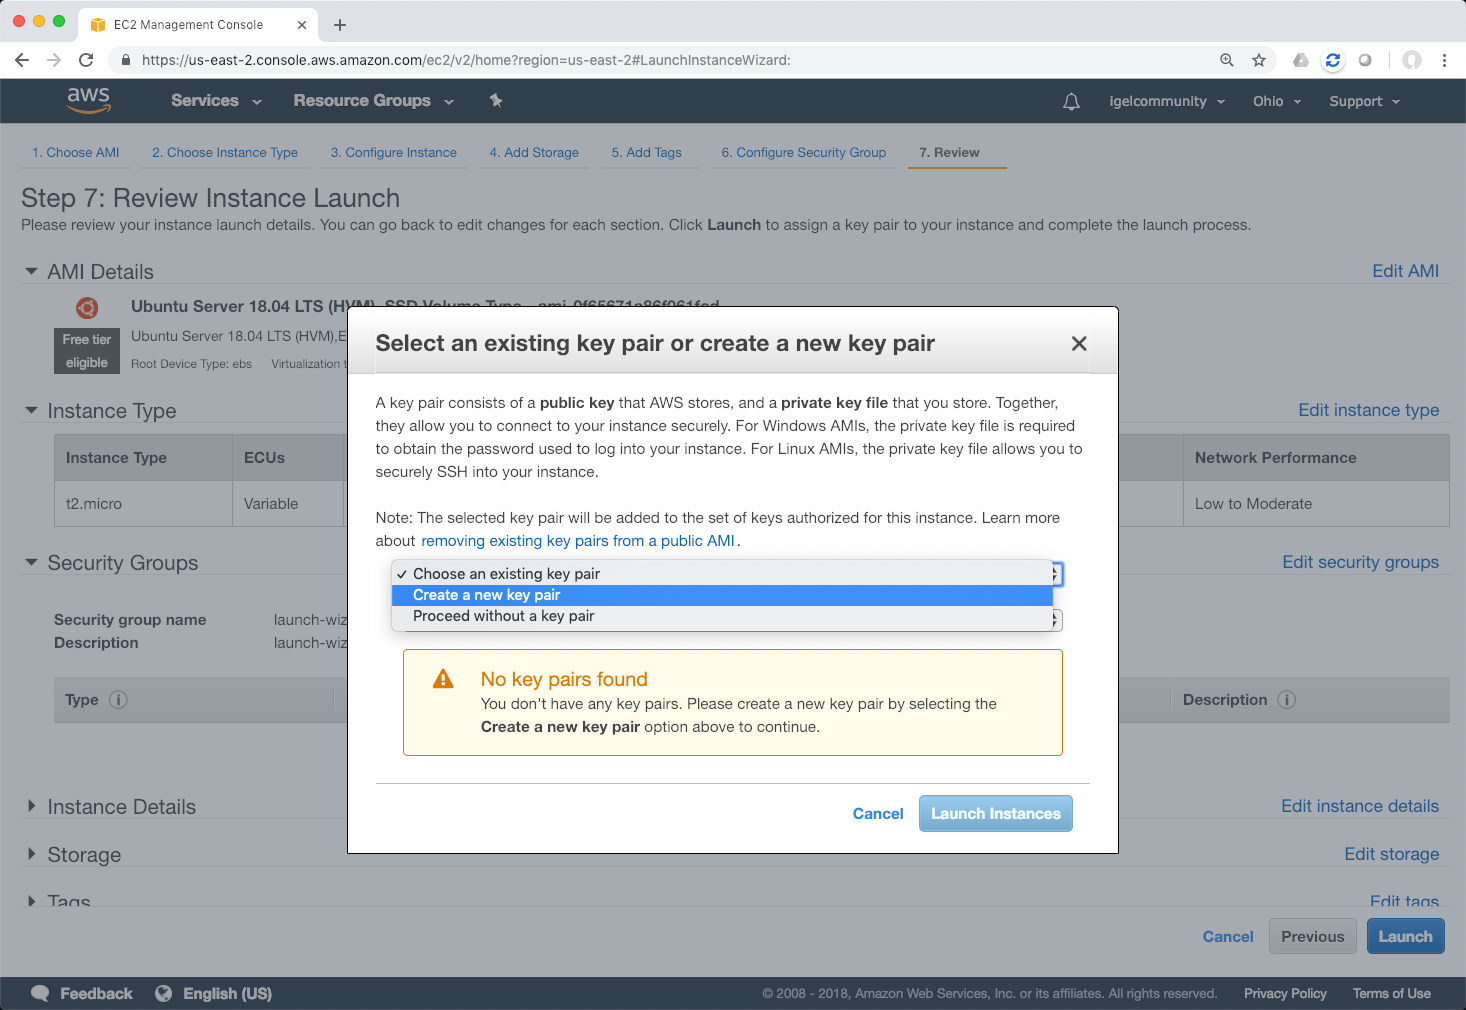 EC2 Management Console
https://us-east-2.console.aws.amazon.com/ec2/v2/home?region=us-east-2#LaunchInstanceWizard:
aws Services Resource Groups igelcommunity Ohio Support
1. Choose AMI 2. Choose Instance Type 3. Configure Instance 4. Add Storage 5. Add Tags 6. Configure Security Group 7. Review
Step 7: Review Instance Launch
Please review your instance launch details. You can go back to edit changes for each section. Click Launch to assign a key pair to your instance and complete the launch process.
AMI Details Edit AMI
Ubuntu Server 18.04 LTS (HVM), SSD Volume Type - ami-0f65671a86f061fcd
Free tier eligible
Ubuntu Server 18.04 LTS (HVM),E
Root Device Type: ebs Virtualization t
Select an existing key pair or create a new key pair
A key pair consists of a public key that AWS stores, and a private key file that you store. Together,
they allow you to connect to your instance securely. For Windows AMIs, the private key file is required
to obtain the password used to log into your instance. For Linux AMIs, the private key file allows you to
securely SSH into your instance.
Note: The selected key pair will be added to the set of keys authorized for this instance. Learn more
about removing existing key pairs from a public AMI.
✓ Choose an existing key pair
Create a new key pair
Proceed without a key pair
No key pairs found
You don't have any key pairs. Please create a new key pair by selecting the
Create a new key pair option above to continue.
Cancel Launch Instances
Instance Type Edit instance type
Instance Type ECUs Network Performance
t2.micro Variable Low to Moderate
Security Groups Edit security groups
Security group name launch-wiz
Description launch-wiz
Type Description
Instance Details Edit instance details
Storage Edit storage
Tags Edit tags
Cancel Previous Launch
Feedback English (US) © 2008 - 2018, Amazon Web Services, Inc. or its affiliates. All rights reserved. Privacy Policy Terms of Use